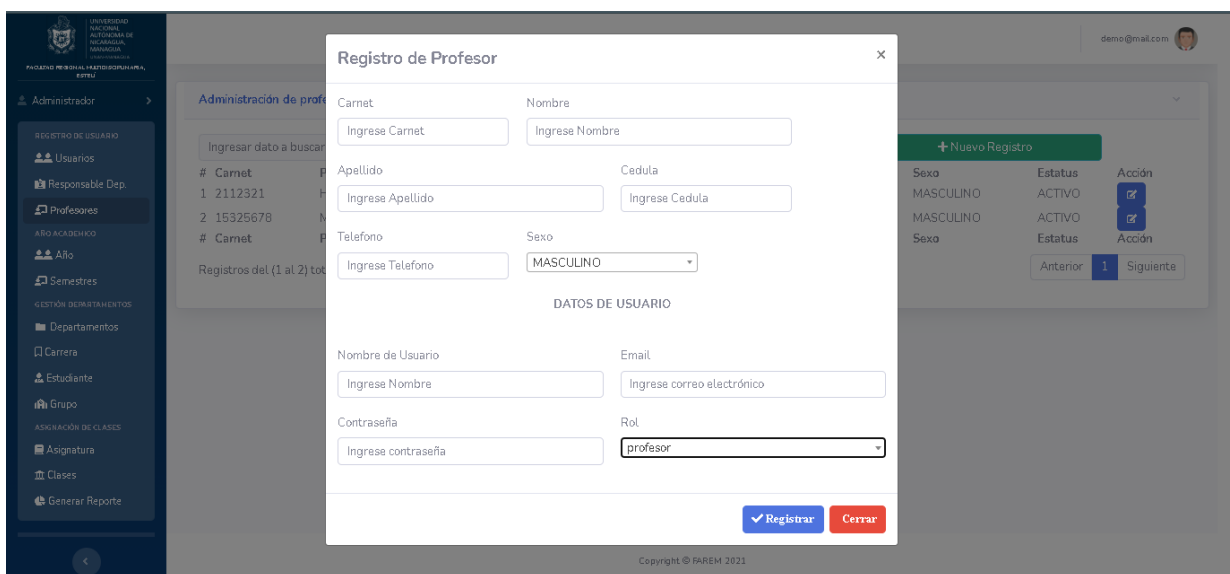 UNIVERSIDAD
NACIONAL
AUTÓNOMA DE
NICARAGUA,
MANAGUA
FACULTAD REGIONAL MULTIDISCIPLINARIA,
ESTELÍ
Administrador
REGISTRO DE USUARIO
Usuarios
Responsable Dep.
Profesores
AÑO ACADEMICO
Año
Semestres
GESTIÓN DEPARTAMENTOS
Departamentos
Carrera
Estudiante
Grupo
ASIGNACIÓN DE CLASES
Asignatura
Clases
Generar Reporte
demo@mail.com
Administración de profe
Ingresar dato a buscar
Nuevo Registro
# Carnet P Sexo Estatus Acción
1 2112321 MASCULINO ACTIVO
2 15325678 MASCULINO ACTIVO
# Carnet P Sexo Estatus Acción
Registros del (1 al 2) tot
Anterior 1 Siguiente
Registro de Profesor ×
Carnet Nombre
Ingrese Carnet Ingrese Nombre
Apellido Cedula
Ingrese Apellido Ingrese Cedula
Telefono Sexo
Ingrese Telefono MASCULINO
DATOS DE USUARIO
Nombre de Usuario Email
Ingrese Nombre Ingrese correo electrónico
Contraseña Rol
Ingrese contraseña profesor
Registrar Cerrar
Copyright © FAREM 2021